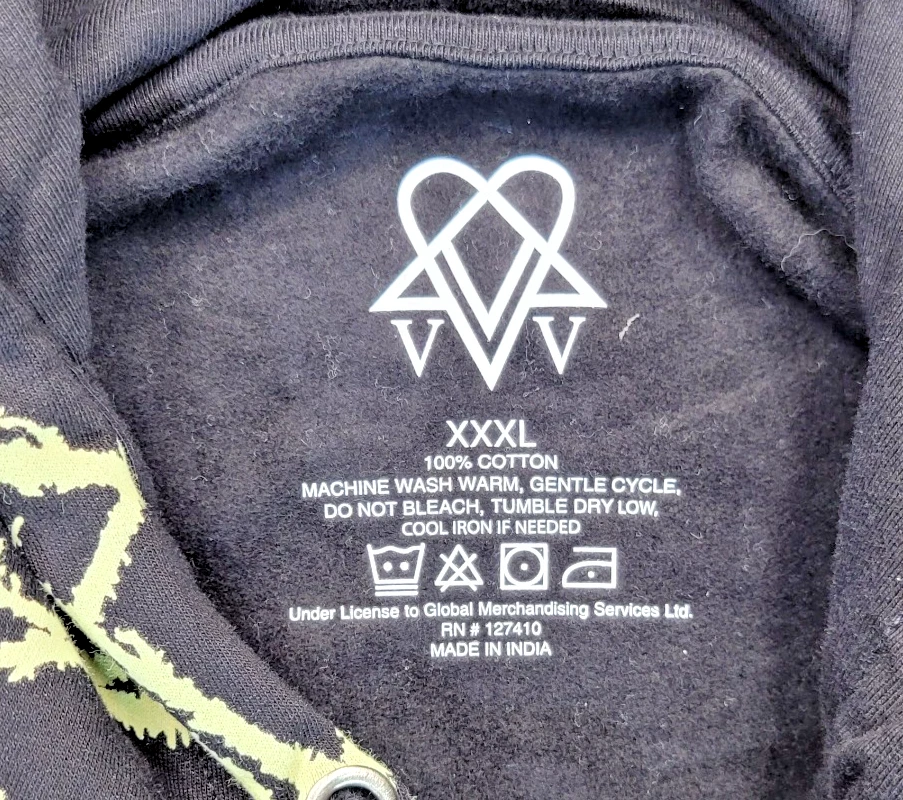 V V
XXXL
100% COTTON
MACHINE WASH WARM, GENTLE CYCLE,
DO NOT BLEACH, TUMBLE DRY LOW,
COOL IRON IF NEEDED
Under License to Global Merchandising Services Ltd.
RN # 127410
MADE IN INDIA